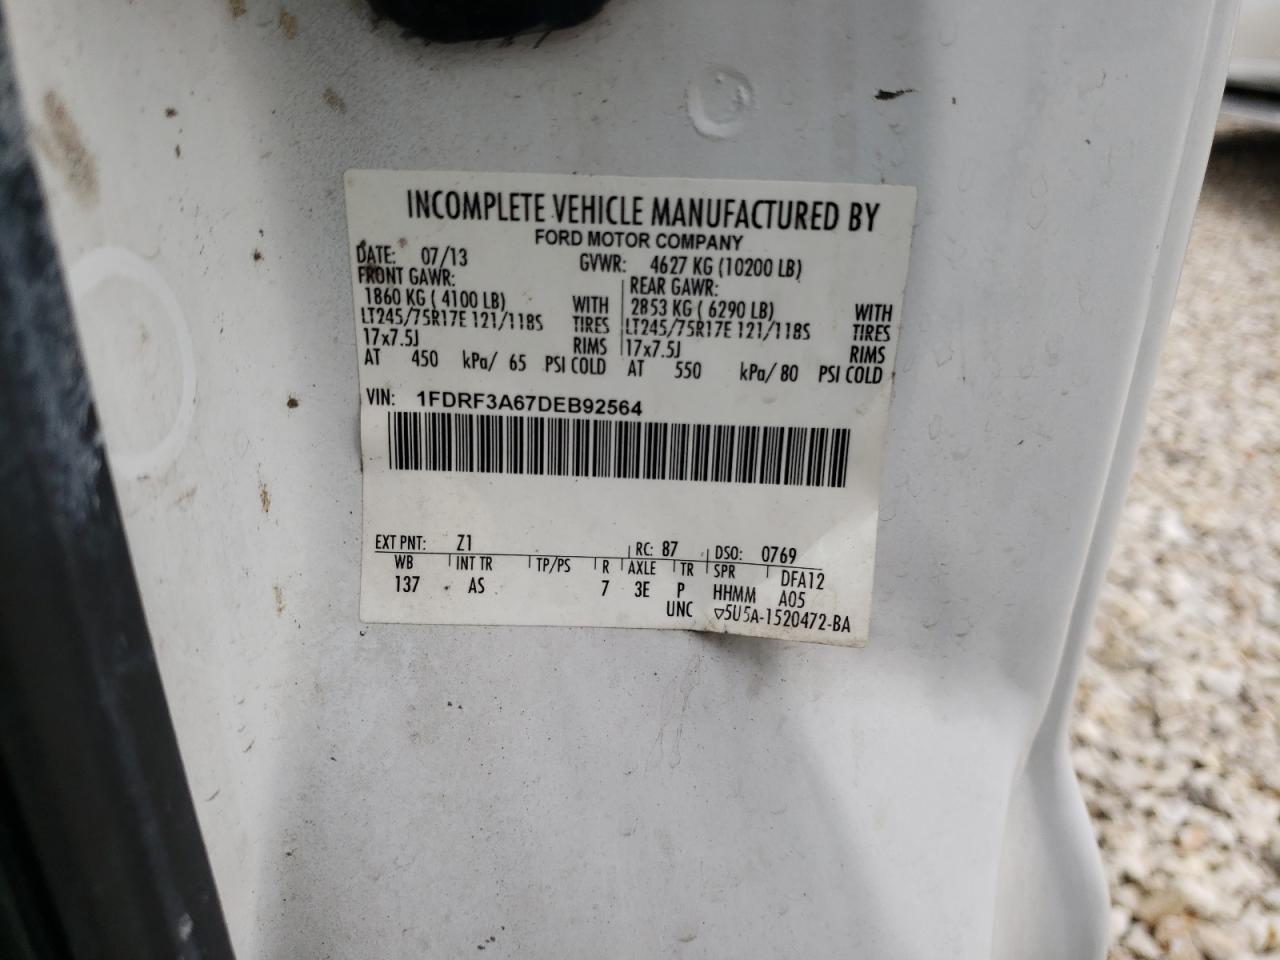 INCOMPLETE VEHICLE MANUFACTURED BY
FORD MOTOR COMPANY
DATE: 07/13 GVWR: 4627 KG (10200 LB)
FRONT GAWR: REAR GAWR:
1860 KG ( 4100 LB) WITH 2853 KG ( 6290 LB) WITH
LT245/75R17E 121/118S TIRES LT245/75R17E 121/118S TIRES
17x7.5J RIMS 17x7.5J RIMS
AT 450 kPa/ 65 PSI COLD AT 550 kPa/ 80 PSI COLD
VIN: 1FDRF3A67DEB92564
EXT PNT: Z1 RC: 87 DSO: 0769
WB INT TR TP/PS R AXLE TR SPR DFA12
137 AS 7 3E P HHMM A05
UNC ▽5U5A-1520472-BA